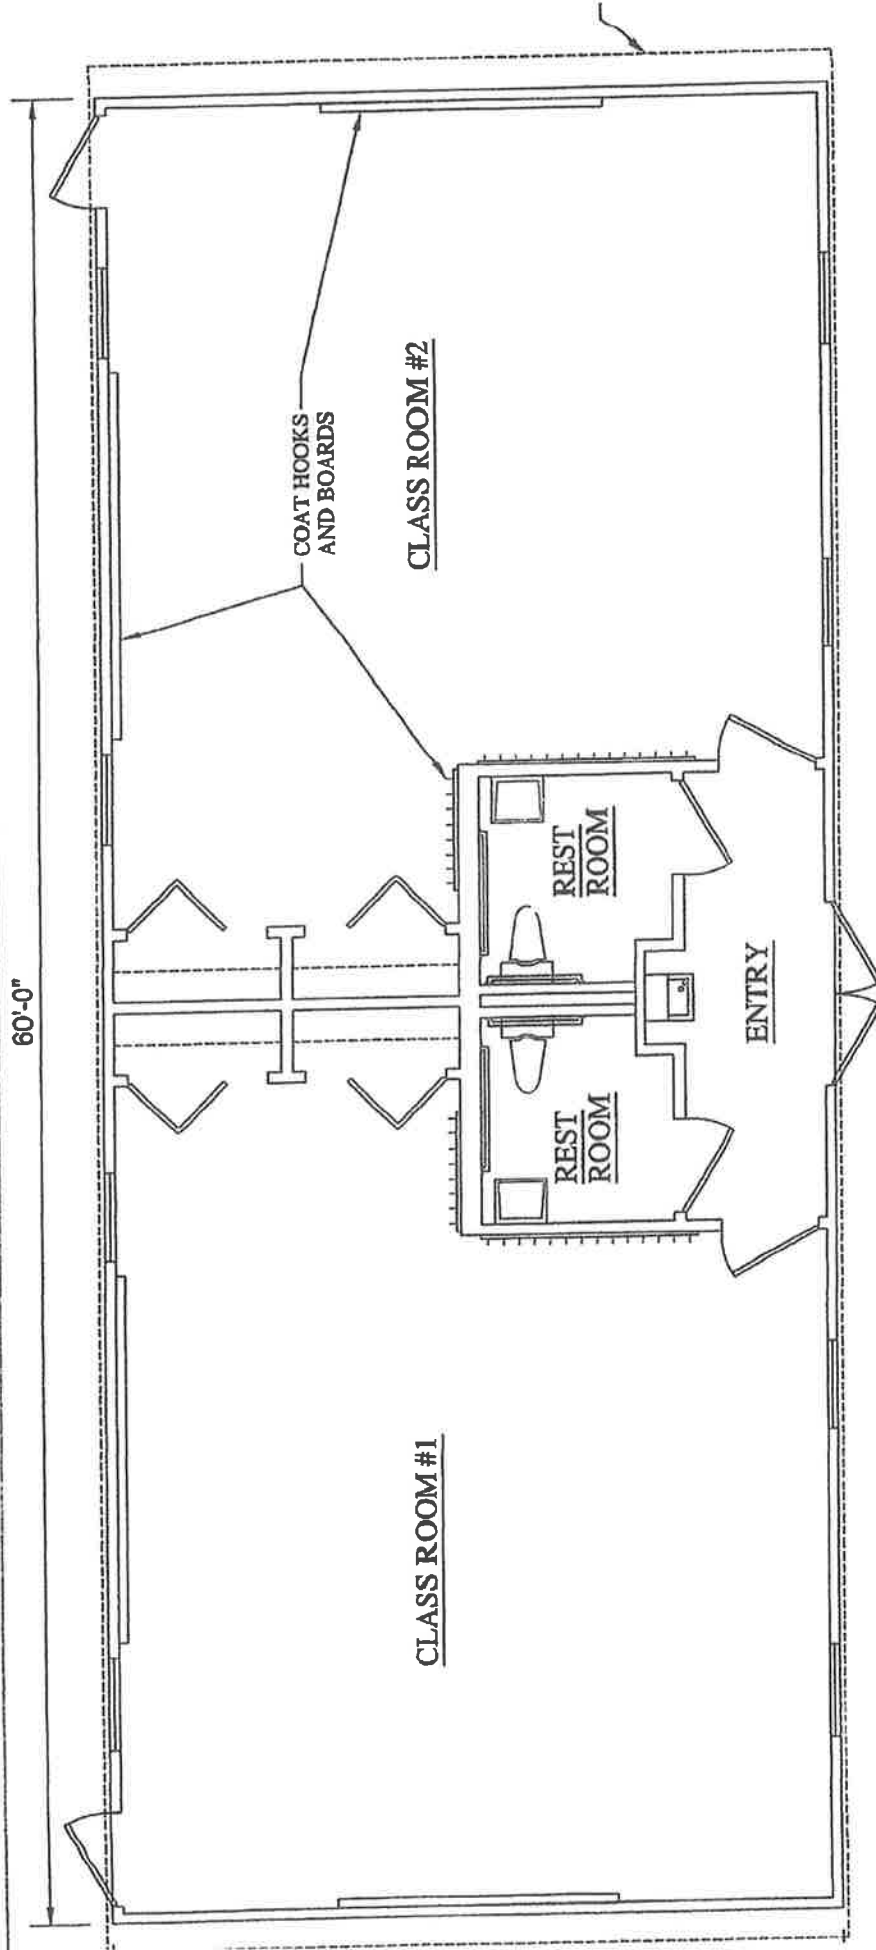 60'-0"
COAT HOOKS
AND BOARDS
CLASS ROOM #1
CLASS ROOM #2
REST
ROOM
REST
ROOM
ENTRY